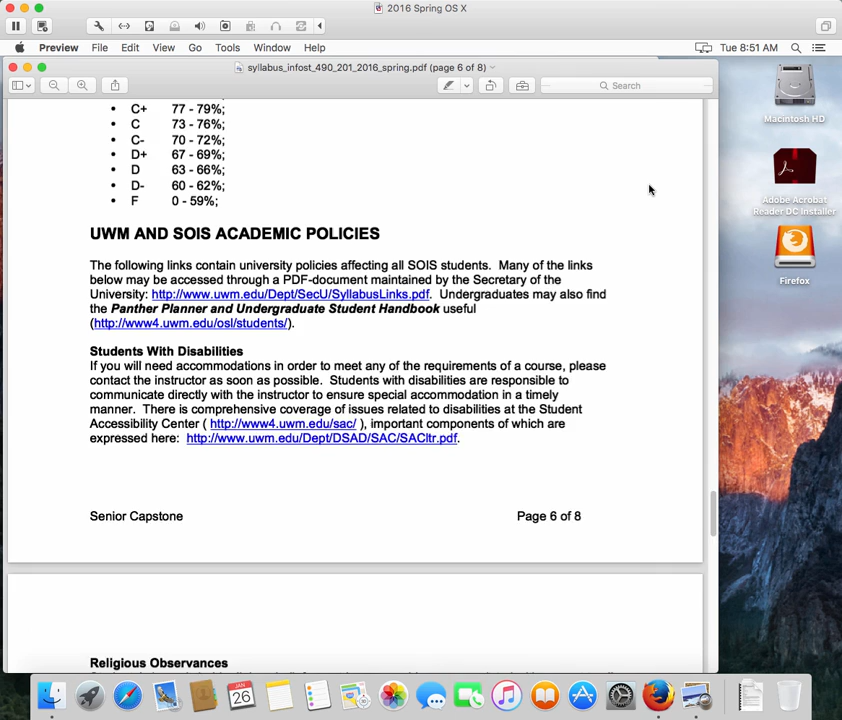 2016 Spring OS X
Preview File Edit View Go Tools Window Help Tue 8:51 AM
syllabus_infost_490_201_2016_spring.pdf (page 6 of 8)
Search
• C+ 77 - 79%;
• C 73 - 76%;
• C- 70 - 72%;
• D+ 67 - 69%;
• D 63 - 66%;
• D- 60 - 62%;
• F 0 - 59%;
UWM AND SOIS ACADEMIC POLICIES
The following links contain university policies affecting all SOIS students. Many of the links
below may be accessed through a PDF-document maintained by the Secretary of the
University: http://www.uwm.edu/Dept/SecU/SyllabusLinks.pdf. Undergraduates may also find
the Panther Planner and Undergraduate Student Handbook useful
(http://www4.uwm.edu/osl/students/).
Students With Disabilities
If you will need accommodations in order to meet any of the requirements of a course, please
contact the instructor as soon as possible. Students with disabilities are responsible to
communicate directly with the instructor to ensure special accommodation in a timely
manner. There is comprehensive coverage of issues related to disabilities at the Student
Accessibility Center ( http://www4.uwm.edu/sac/ ), important components of which are
expressed here: http://www.uwm.edu/Dept/DSAD/SAC/SACltr.pdf.
Senior Capstone Page 6 of 8
Religious Observances
Macintosh HD
Adobe Acrobat
Reader DC Installer
Firefox
JAN
26